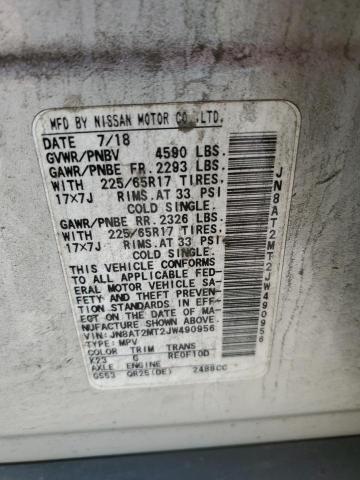 MFD BY NISSAN MOTOR CO.,LTD.
DATE 7/18
GVWR/PNBV 4590 LBS.
GAWR/PNBE FR. 2293 LBS.
WITH 225/65R17 TIRES.
17X7J RIMS.AT 33 PSI
COLD SINGLE.
GAWR/PNBE RR. 2326 LBS.
WITH 225/65R17 TIRES.
17X7J RIMS.AT 33 PSI
COLD SINGLE.
THIS VEHICLE CONFORMS
TO ALL APPLICABLE FED-
ERAL MOTOR VEHICLE SA-
FETY AND THEFT PREVEN-
TION STANDARDS IN EFF-
ECT ON THE DATE OF MA-
NUFACTURE SHOWN ABOVE.
VIN:JN8AT2MT2JW490956
TYPE:MPV
COLOR TRIM TRANS
K23 G RE0F10D
AXLE ENGINE
GS53 QR25(DE) 2488CC
JN8AT2MT2JW490956